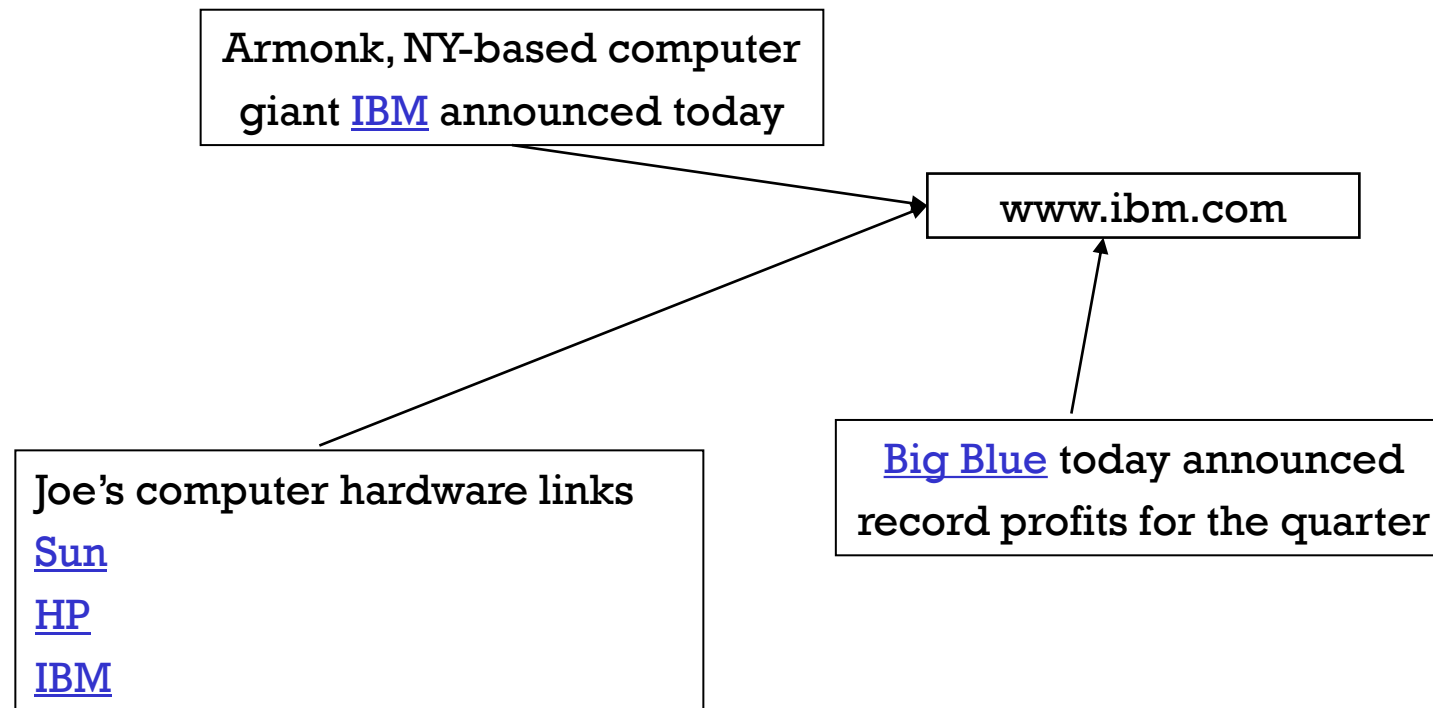 Armonk, NY-based computer
giant IBM announced today
www.ibm.com
Joe’s computer hardware links
Sun
HP
IBM
Big Blue today announced
record profits for the quarter